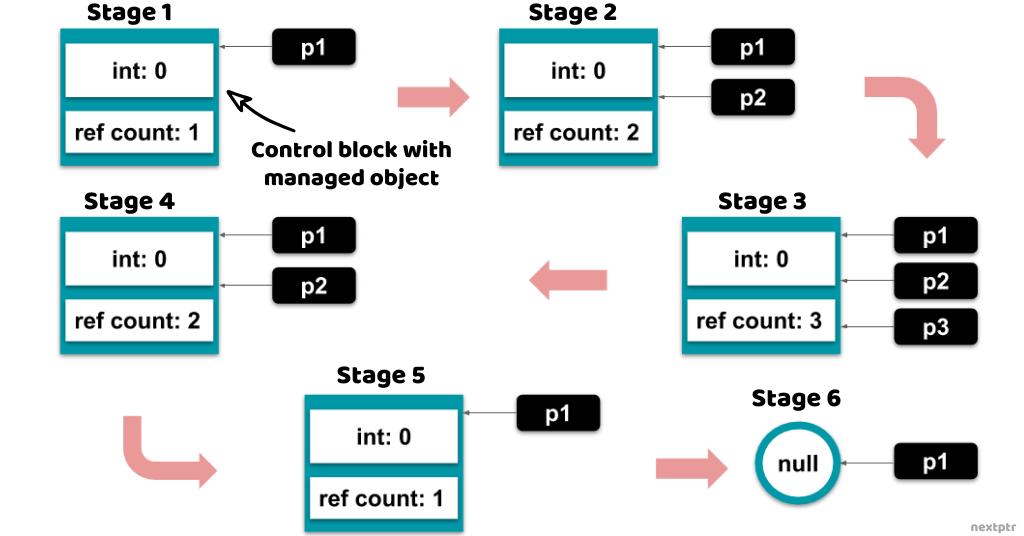 Stage 1
int: 0
ref count: 1
p1
Control block with
managed object
Stage 2
int: 0
ref count: 2
p1
p2
Stage 3
int: 0
ref count: 3
p1
p2
p3
Stage 4
int: 0
ref count: 2
p1
p2
Stage 5
int: 0
ref count: 1
p1
Stage 6
null
p1
nextptr